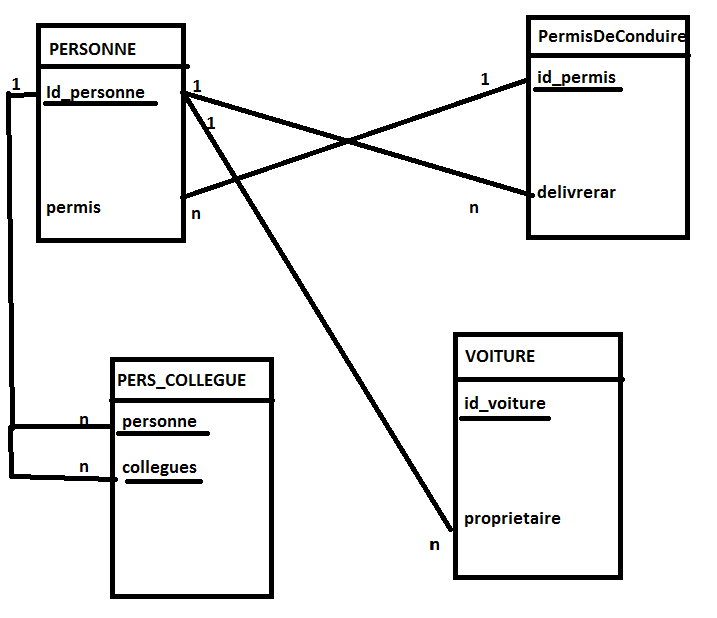 PERSONNE
Id_personne
permis
1
1
1
n
PermisDeConduire
id_permis
delivrerar
1
n
PERS_COLLEGUE
personne
collegues
n
n
VOITURE
id_voiture
proprietaire
n